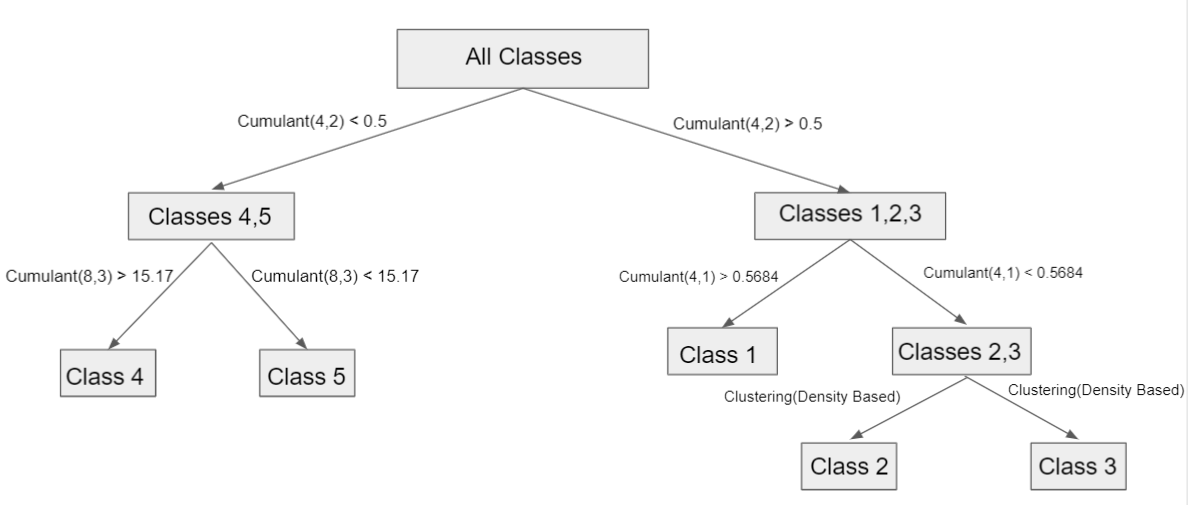 All Classes
Cumulant(4,2) < 0.5
Cumulant(4,2) > 0.5
Classes 4,5
Classes 1,2,3
Cumulant(8,3) > 15.17
Cumulant(8,3) < 15.17
Cumulant(4,1) > 0.5684
Cumulant(4,1) < 0.5684
Class 4
Class 5
Class 1
Classes 2,3
Clustering(Density Based)
Clustering(Density Based)
Class 2
Class 3